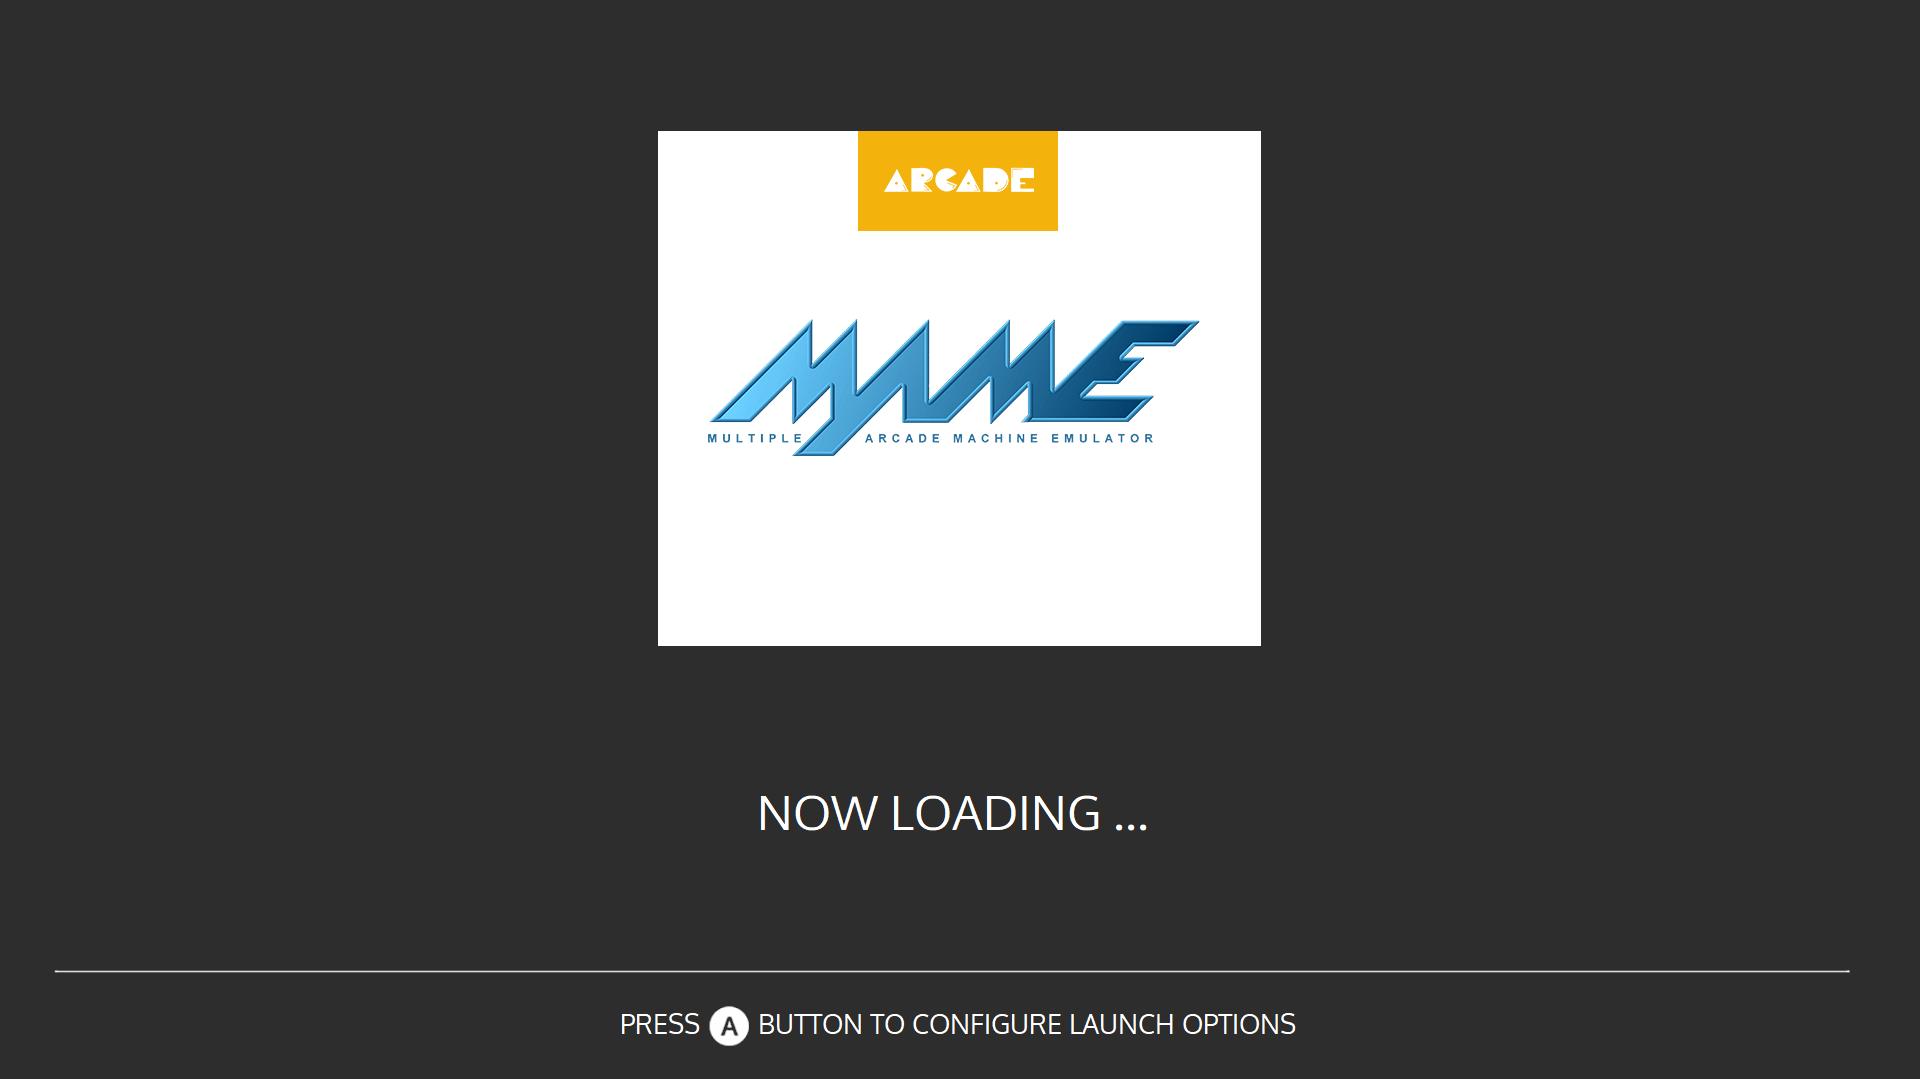 ARCADE
MAME
MULTIPLE ARCADE MACHINE EMULATOR
NOW LOADING ...
PRESS A BUTTON TO CONFIGURE LAUNCH OPTIONS